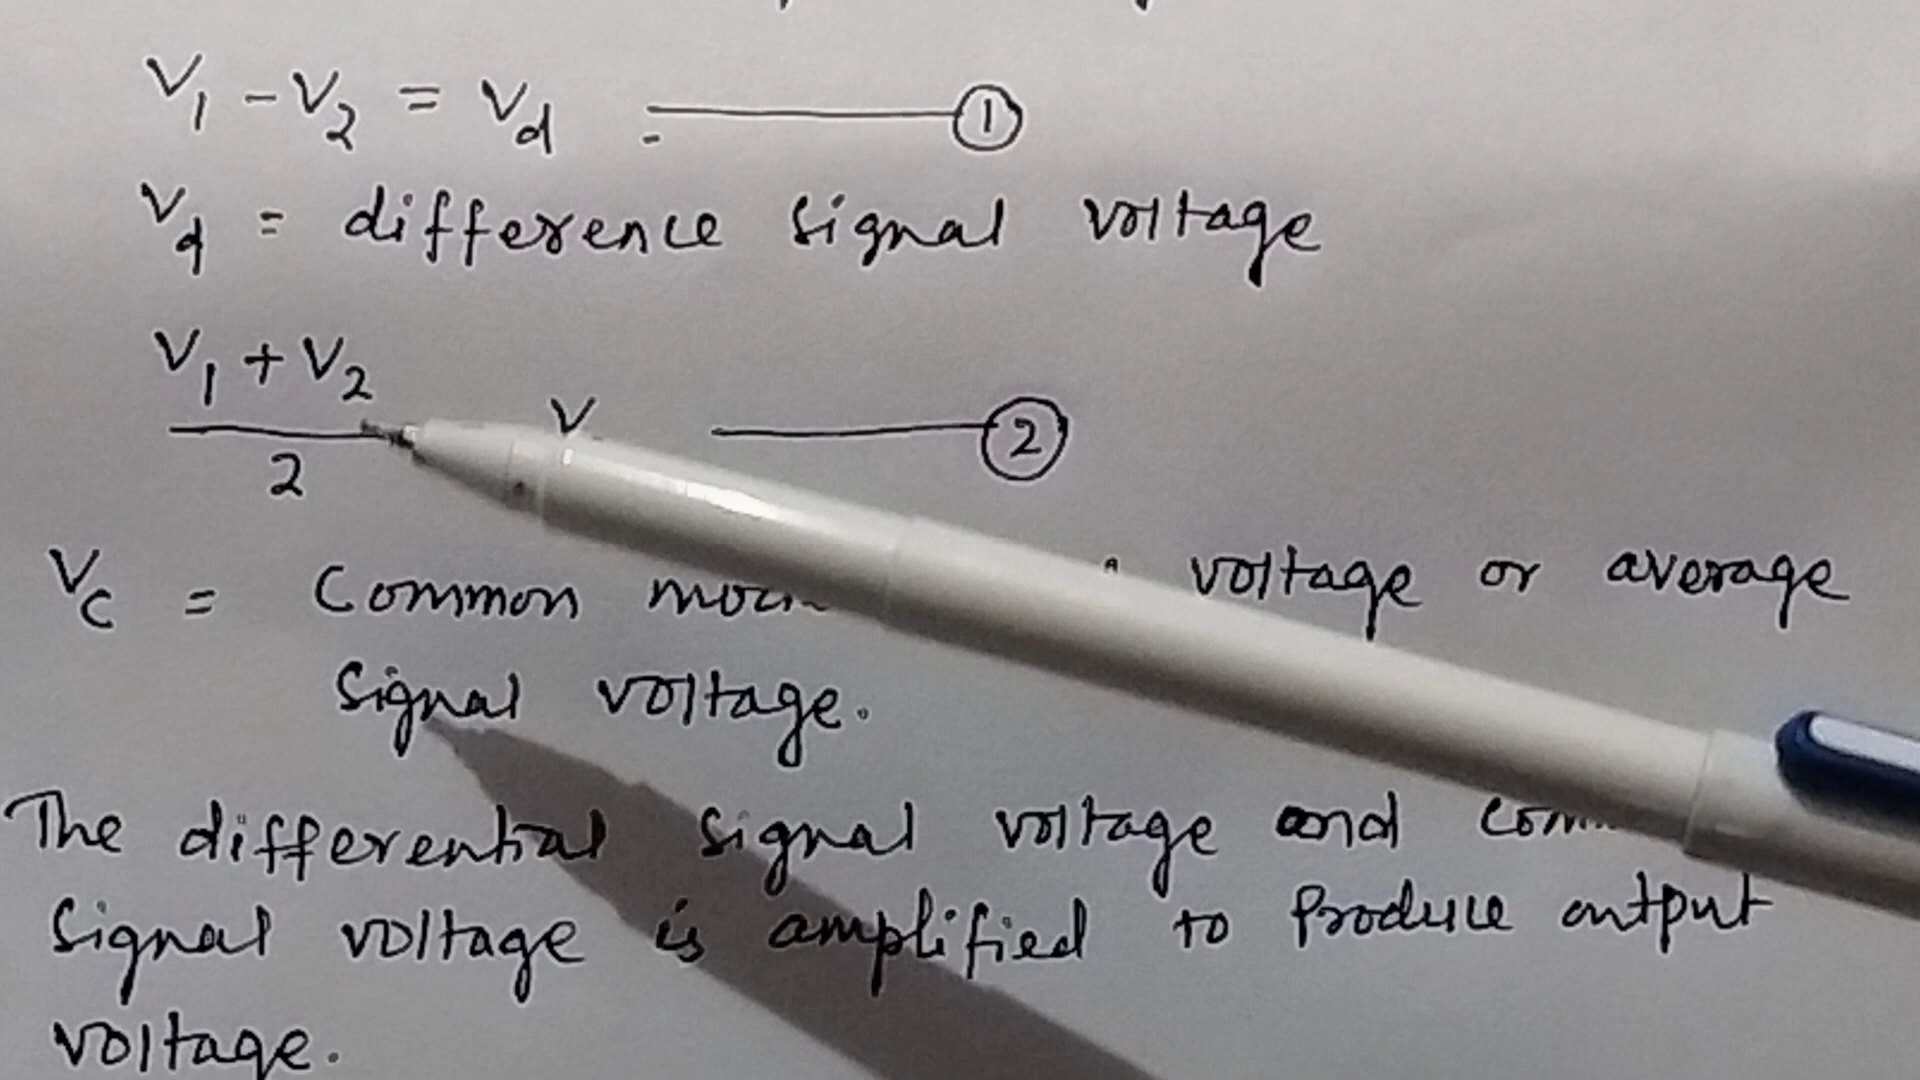 V1 - V2 = Vd ——— ①
Vd = difference signal voltage
V1 + V2
2
V ——— ②
Vc = Common voltage or average
signal voltage.
The differential signal voltage and
signal voltage is amplified to Produce output
voltage.